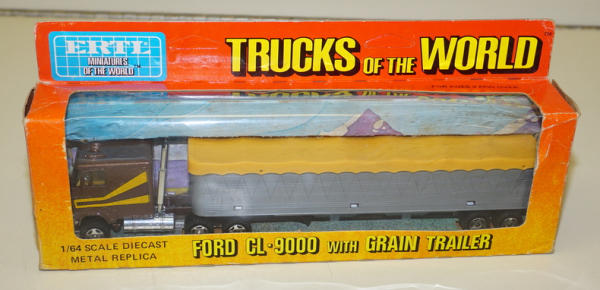 ERTL
MINIATURES
OF THE WORLD
TRUCKS OF THE WORLD
1/64 SCALE DIECAST
METAL REPLICA
FORD CL-9000 WITH GRAIN TRAILER